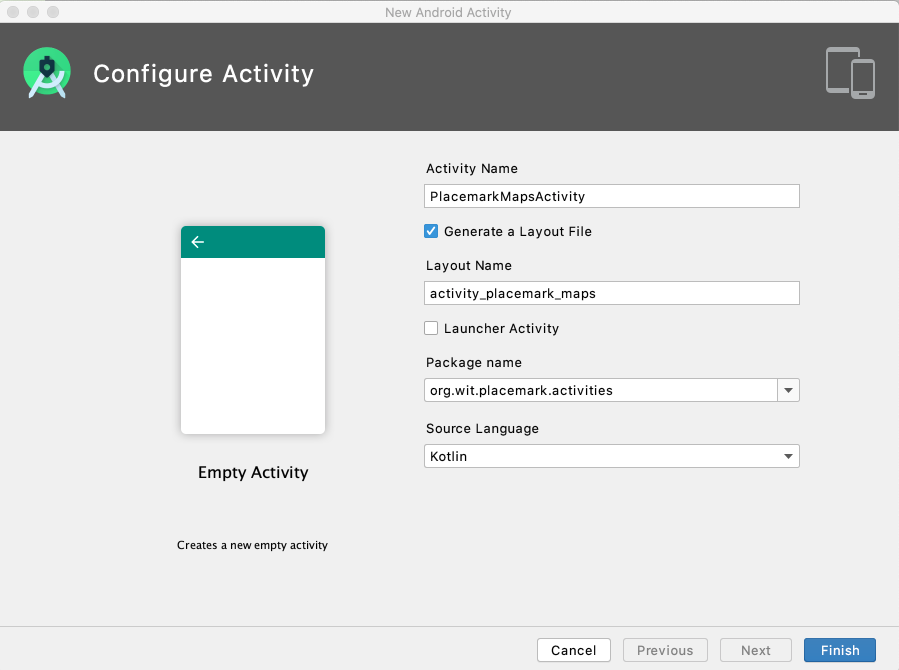 New Android Activity
Configure Activity
Activity Name
PlacemarkMapsActivity
Generate a Layout File
Layout Name
activity_placemark_maps
Launcher Activity
Package name
org.wit.placemark.activities
Source Language
Kotlin
Empty Activity
Creates a new empty activity
Cancel
Previous
Next
Finish